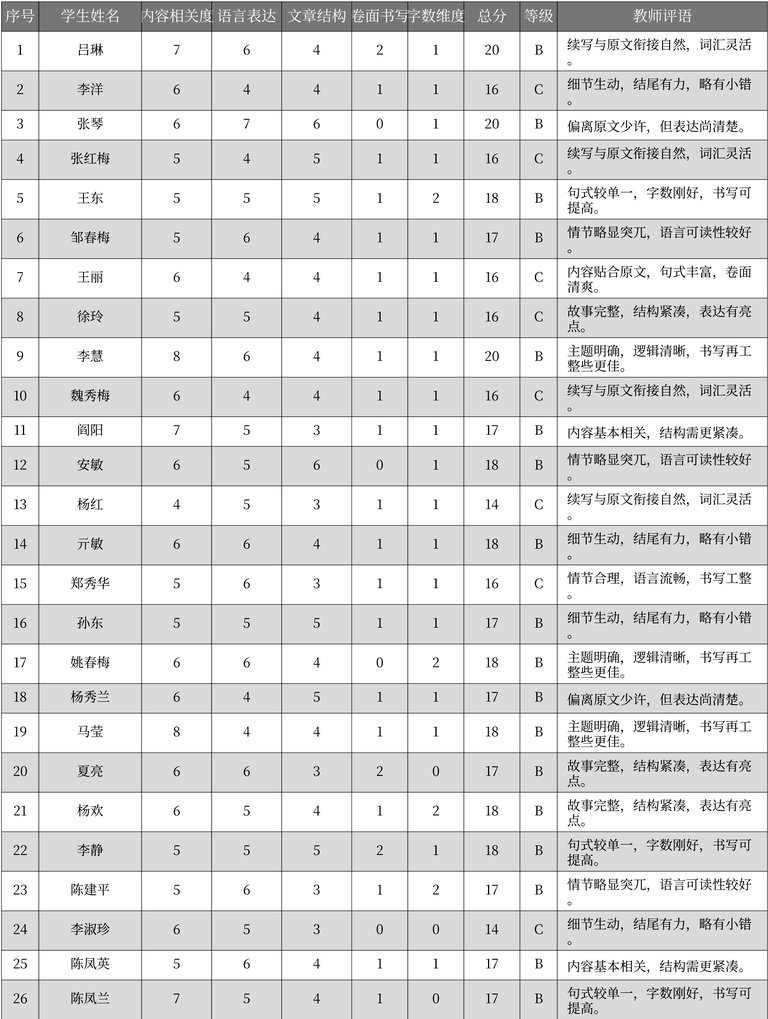 序号 学生姓名 内容相关度 语言表达 文章结构 卷面书写 字数维度 总分 等级 教师评语
1 吕琳 7 6 4 2 1 20 B 续写与原文衔接自然，词汇灵活
。
2 李洋 6 4 4 1 1 16 C 细节生动，结尾有力，略有小错
。
3 张琴 6 7 6 0 1 20 B 偏离原文少许，但表达尚清楚。
4 张红梅 5 4 5 1 1 16 C 续写与原文衔接自然，词汇灵活
。
5 王东 5 5 5 1 2 18 B 句式较单一，字数刚好，书写可
提高。
6 邹春梅 5 6 4 1 1 17 B 情节略显突兀，语言可读性较好
。
7 王丽 6 4 4 1 1 16 C 内容贴合原文，句式丰富，卷面
清爽。
8 徐玲 5 5 4 1 1 16 C 故事完整，结构紧凑，表达有亮
点。
9 李慧 8 6 4 1 1 20 B 主题明确，逻辑清晰，书写再工
整些更佳。
10 魏秀梅 6 4 4 1 1 16 C 续写与原文衔接自然，词汇灵活
。
11 阎阳 7 5 3 1 1 17 B 内容基本相关，结构需更紧凑。
12 安敏 6 5 6 0 1 18 B 情节略显突兀，语言可读性较好
。
13 杨红 4 5 3 1 1 14 C 续写与原文衔接自然，词汇灵活
。
14 亓敏 6 6 4 1 1 18 B 细节生动，结尾有力，略有小错
。
15 郑秀华 5 6 3 1 1 16 C 情节合理，语言流畅，书写工整
。
16 孙东 5 5 5 1 1 17 B 细节生动，结尾有力，略有小错
。
17 姚春梅 6 6 4 0 2 18 B 主题明确，逻辑清晰，书写再工
整些更佳。
18 杨秀兰 6 4 5 1 1 17 B 偏离原文少许，但表达尚清楚。
19 马莹 8 4 4 1 1 18 B 主题明确，逻辑清晰，书写再工
整些更佳。
20 夏亮 6 6 3 2 0 17 B 故事完整，结构紧凑，表达有亮
点。
21 杨欢 6 5 4 1 2 18 B 故事完整，结构紧凑，表达有亮
点。
22 李静 5 5 5 2 1 18 B 句式较单一，字数刚好，书写可
提高。
23 陈建平 5 6 3 1 2 17 B 情节略显突兀，语言可读性较好
。
24 李淑珍 6 5 3 0 0 14 C 细节生动，结尾有力，略有小错
。
25 陈凤英 5 6 4 1 1 17 B 内容基本相关，结构需更紧凑。
26 陈凤兰 7 5 4 1 0 17 B 句式较单一，字数刚好，书写可
提高。